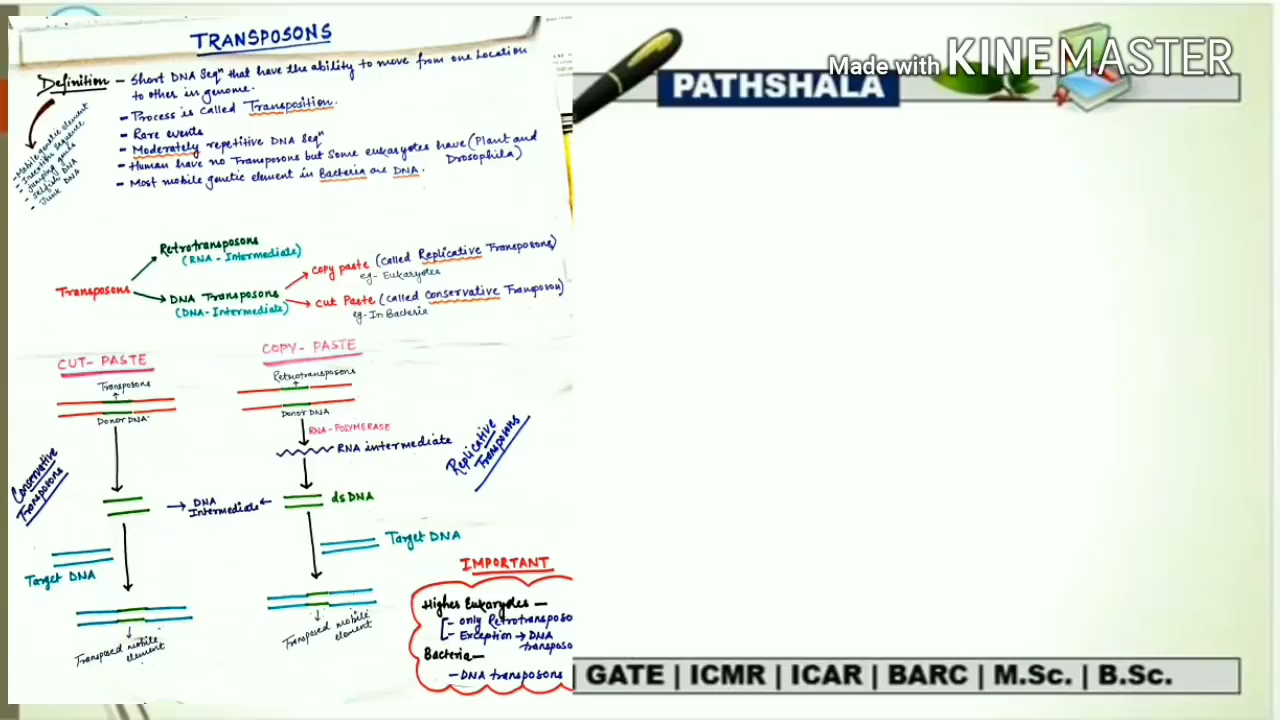 TRANSPOSONS
Definition - Short DNA Seqn that have the ability to move from one location
to other in genome.
- Process is called Transposition.
- Rare events
- Moderately repetitive DNA Seqn
- Human have no Transposons but Some eukaryotes have (Plant and
Drosophila)
- Most mobile genetic element in Bacteria are DNA.
- Mobile genetic element
- Insertion sequence
- Jumping genes
- Selfish DNA
- Junk DNA
Transposons
Retrotransposons
(RNA - Intermediate)
DNA Transposons
(DNA-Intermediate)
Copy paste (called Replicative Transposons)
eg- Eukaryotes
Cut Paste (called Conservative Transposon)
eg- In Bacteria
CUT- PASTE
Transposons
Donor DNA
Conservative
Transposons
DNA
Intermediate
Target DNA
Transposed mobile
element
COPY- PASTE
Retrotransposons
Donor DNA
RNA-POLYMERASE
RNA intermediate
dsDNA
Target DNA
Transposed mobile
element
Replicative
Transposons
IMPORTANT
Higher Eukaryotes —
- only Retrotranspso
- Exception → DNA
transposo
Bacteria —
- DNA transposons
Made with KINEMASTER
PATHSHALA
GATE | ICMR | ICAR | BARC | M.Sc. | B.Sc.